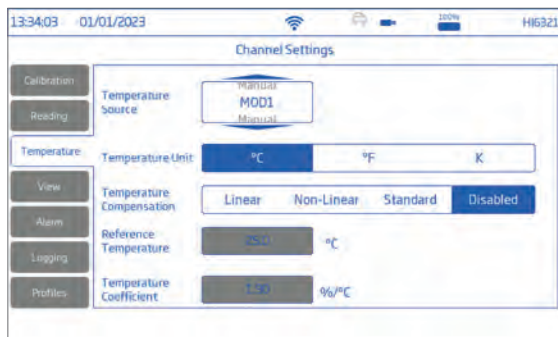 13:34:03 01/01/2023 100% HI6321
Channel Settings
Calibration
Reading
Temperature
View
Alarm
Logging
Profiles
Temperature Source
Manual
MOD1
Manual
Temperature Unit °C °F K
Temperature Compensation Linear Non-Linear Standard Disabled
Reference Temperature 25.0 °C
Temperature Coefficient 1.90 %/°C